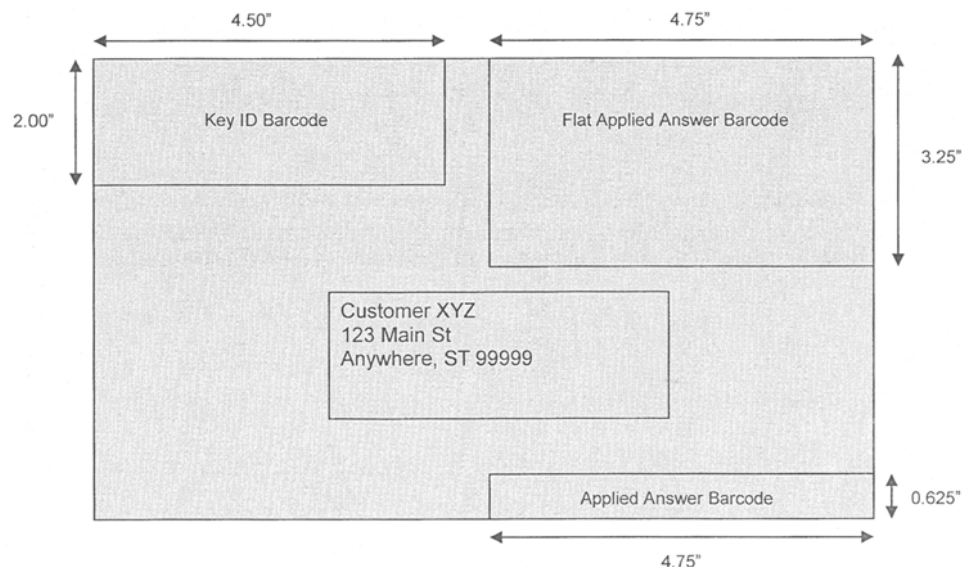 4.50”
4.75”
2.00”
Key ID Barcode
Flat Applied Answer Barcode
3.25”
Customer XYZ
123 Main St
Anywhere, ST 99999
Applied Answer Barcode
0.625”
4.75”